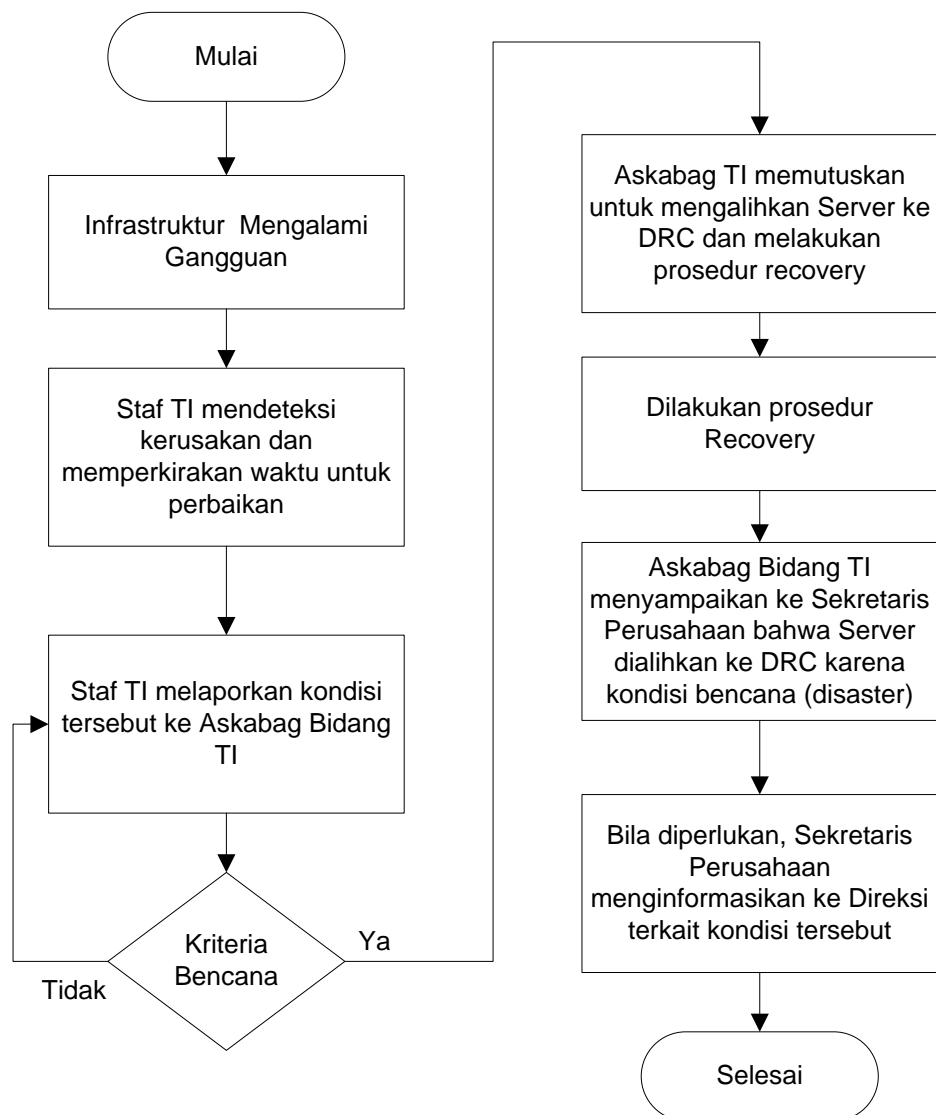 Mulai
Infrastruktur Mengalami
Gangguan
Staf TI mendeteksi
kerusakan dan
memperkirakan waktu untuk
perbaikan
Staf TI melaporkan kondisi
tersebut ke Askabag Bidang
TI
Kriteria
Bencana
Tidak
Ya
Askabag TI memutuskan
untuk mengalihkan Server ke
DRC dan melakukan
prosedur recovery
Dilakukan prosedur
Recovery
Askabag Bidang TI
menyampaikan ke Sekretaris
Perusahaan bahwa Server
dialihkan ke DRC karena
kondisi bencana (disaster)
Bila diperlukan, Sekretaris
Perusahaan
menginformasikan ke Direksi
terkait kondisi tersebut
Selesai